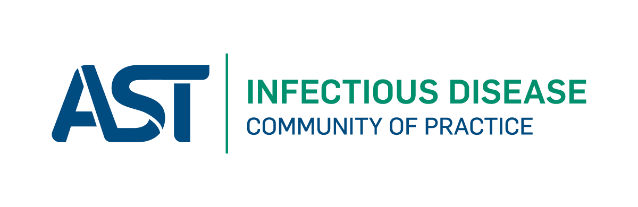 AST
INFECTIOUS DISEASE
COMMUNITY OF PRACTICE